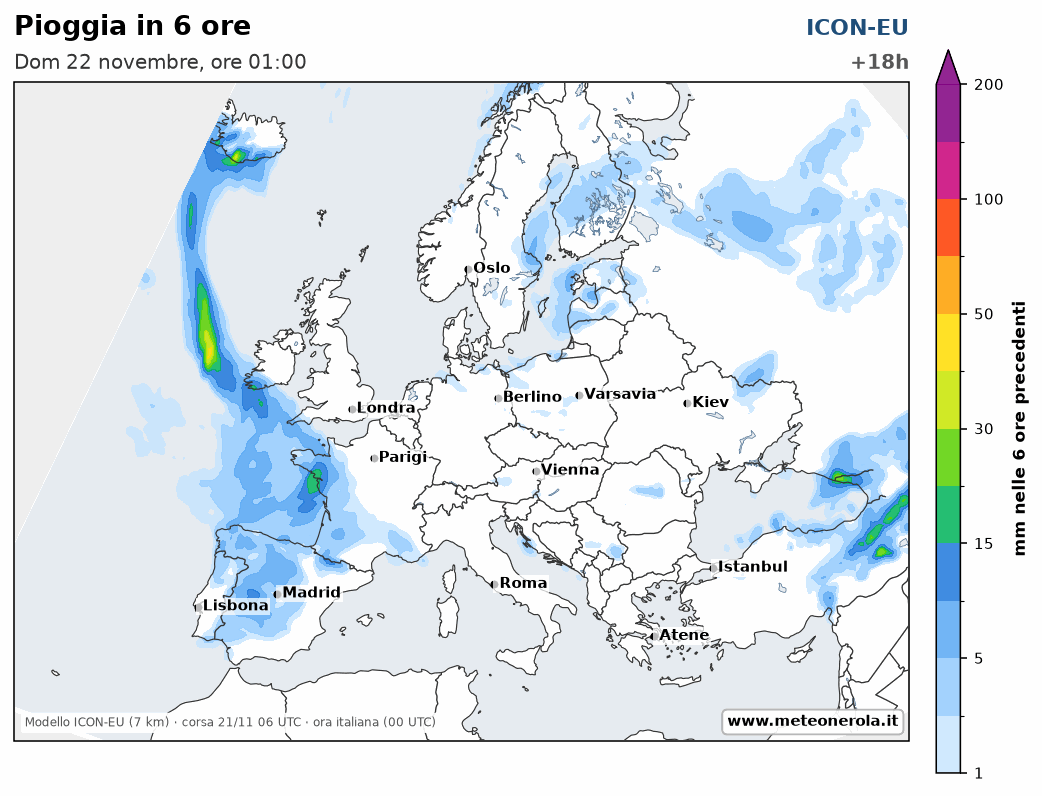 Pioggia in 6 ore
ICON-EU
Dom 22 novembre, ore 01:00
+18h
200
100
50
30
15
5
1
mm nelle 6 ore precedenti
Oslo
Londra
Berlino
Varsavia
Kiev
Parigi
Vienna
Istanbul
Roma
Madrid
Lisbona
Atene
Modello ICON-EU (7 km) · corsa 21/11 06 UTC · ora italiana (00 UTC)
www.meteonerola.it